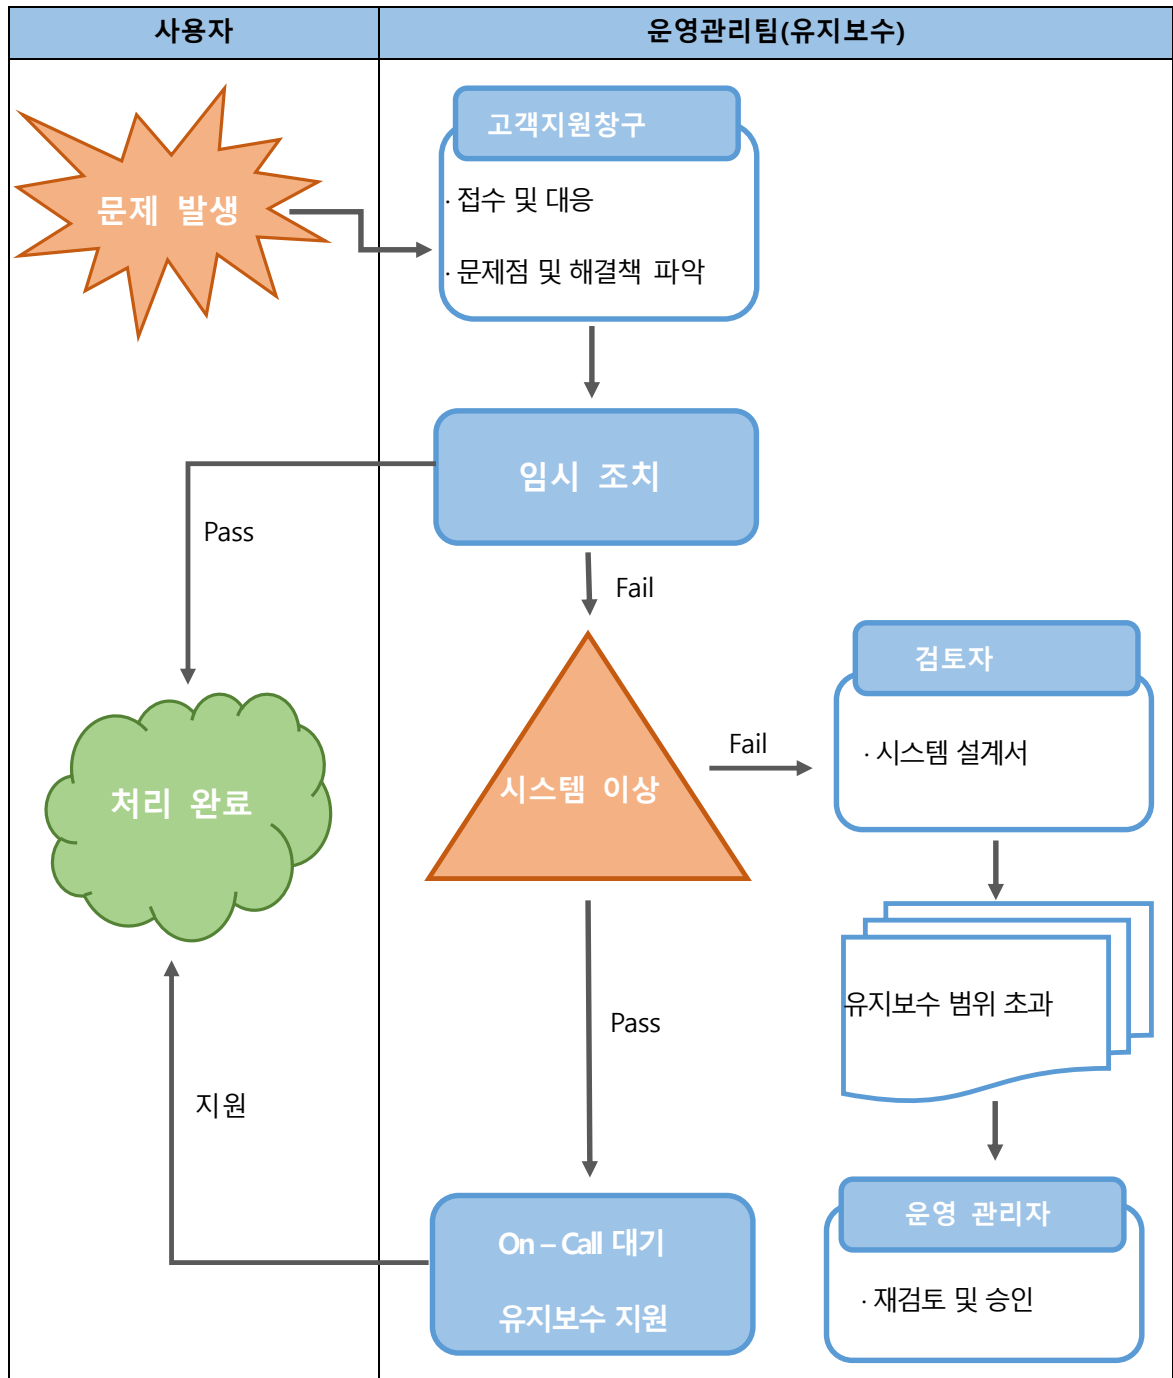 사용자
운영관리팀(유지보수)
문제 발생
고객지원창구
· 접수 및 대응
· 문제점 및 해결책 파악
임시 조치
Pass
Fail
처리 완료
시스템 이상
Fail
검토자
· 시스템 설계서
유지보수 범위 초과
Pass
지원
On – Call 대기
유지보수 지원
운영 관리자
· 재검토 및 승인